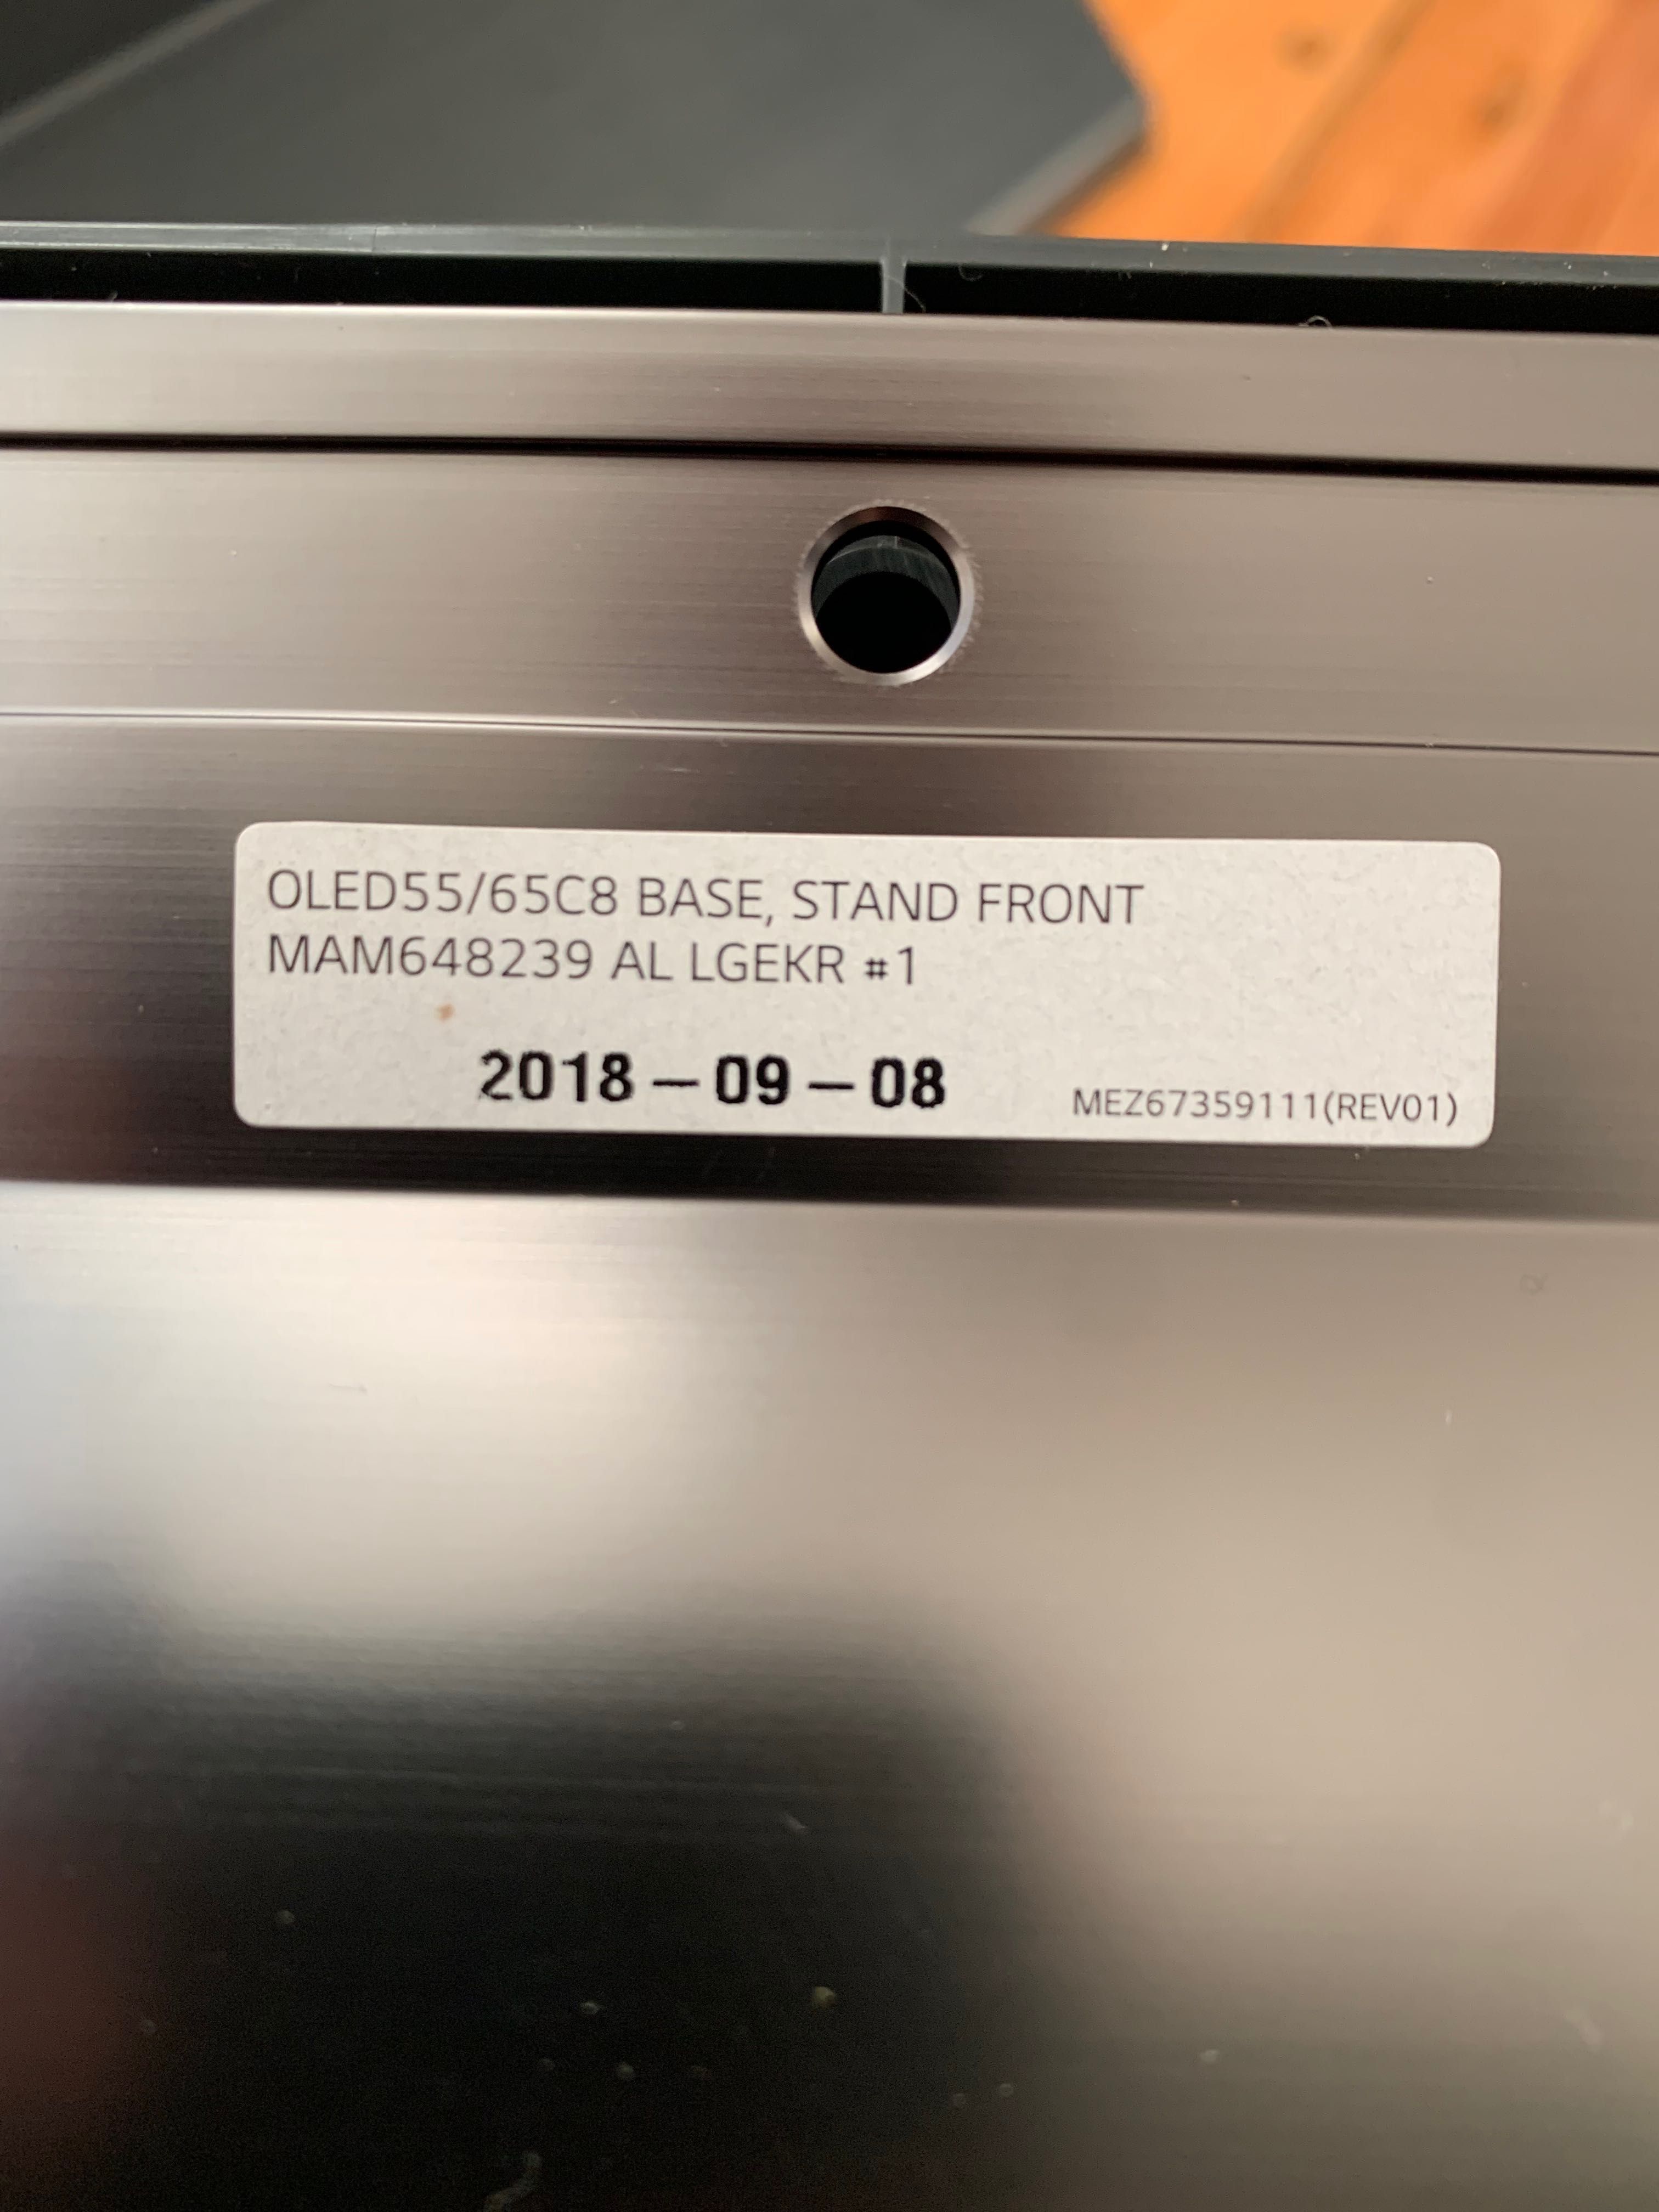 OLED55/65C8 BASE, STAND FRONT
MAM648239 AL LGEKR #1
2018-09-08
MEZ67359111(REV01)